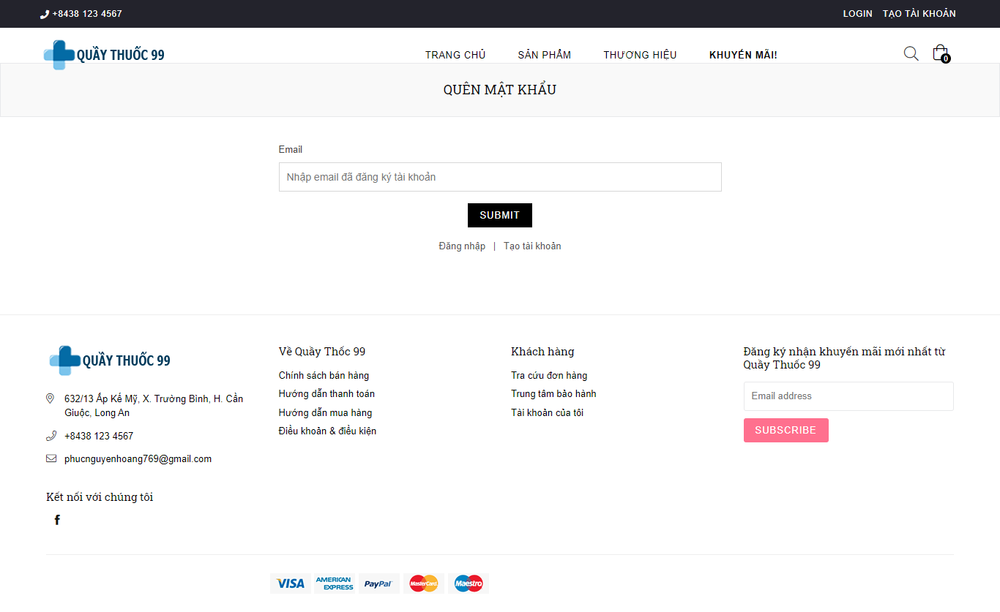 +8438 123 4567
LOGIN TẠO TÀI KHOẢN
QUẦY THUỐC 99
TRANG CHỦ SẢN PHẨM THƯƠNG HIỆU KHUYẾN MÃI!
0
QUÊN MẬT KHẨU
Email
Nhập email đã đăng ký tài khoản
SUBMIT
Đăng nhập | Tạo tài khoản
QUẦY THUỐC 99
632/13 Ấp Kế Mỹ, X. Trường Bình, H. Cần
Giuộc, Long An
+8438 123 4567
phucnguyenhoang769@gmail.com
Kết nối với chúng tôi
f
Về Quầy Thốc 99
Chính sách bán hàng
Hướng dẫn thanh toán
Hướng dẫn mua hàng
Điều khoản & điều kiện
Khách hàng
Tra cứu đơn hàng
Trung tâm bảo hành
Tài khoản của tôi
Đăng ký nhận khuyến mãi mới nhất từ
Quầy Thuốc 99
Email address
SUBSCRIBE
VISA
AMERICAN
EXPRESS
PayPal
MasterCard
Maestro